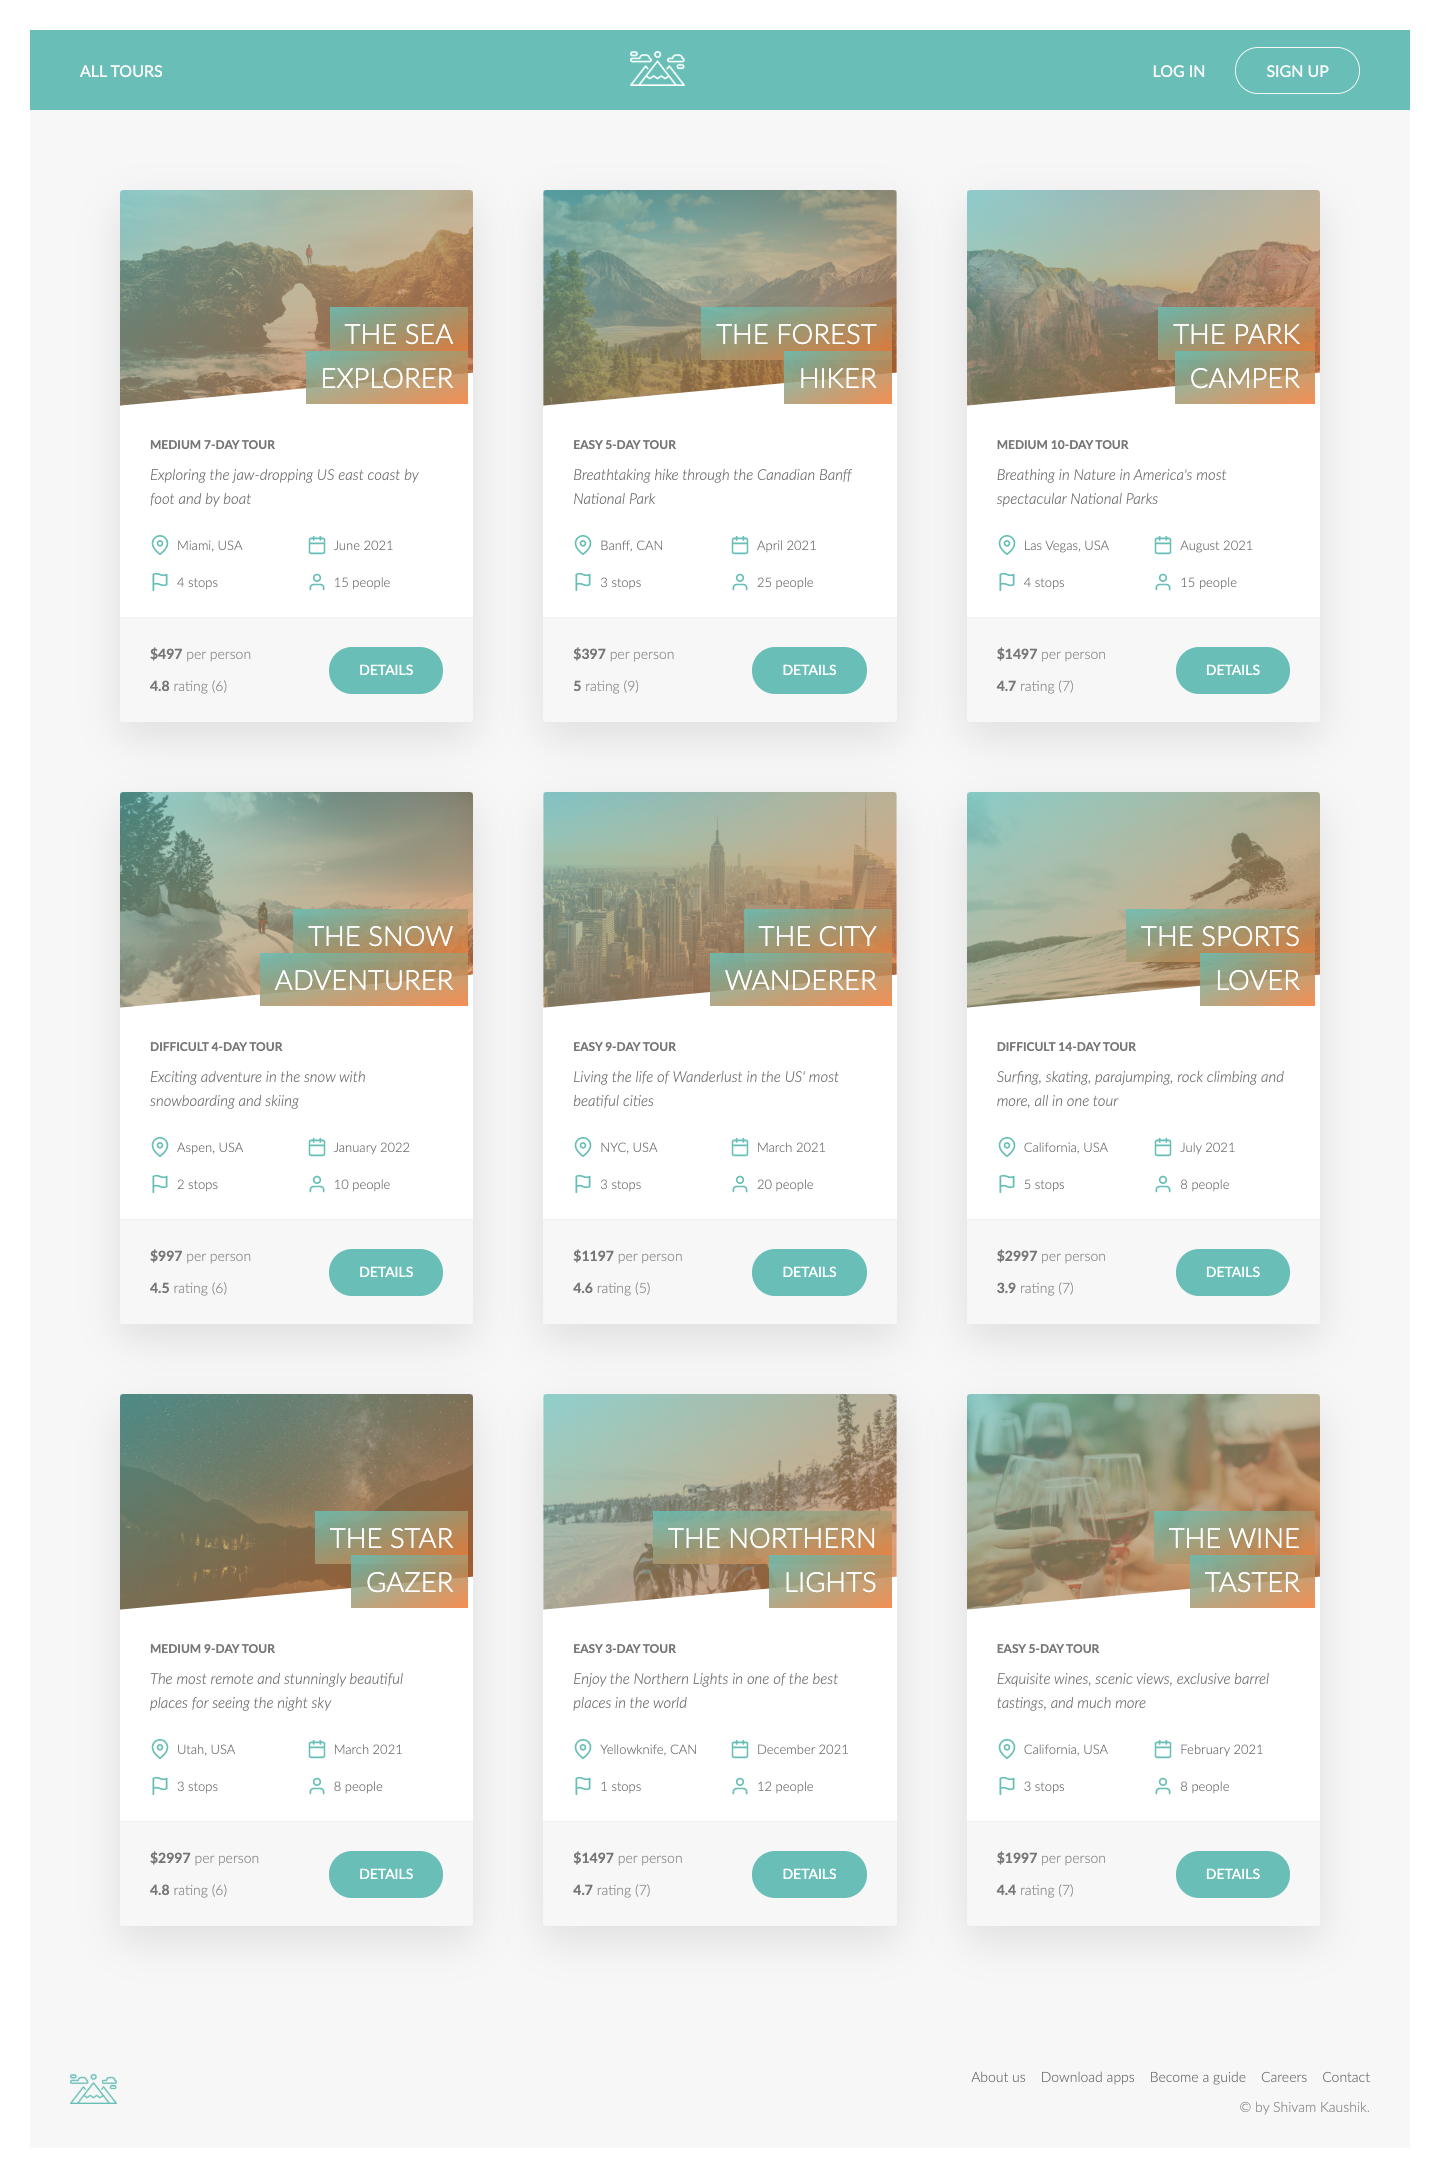 ALL TOURS
LOG IN
SIGN UP
THE SEA
EXPLORER
MEDIUM 7-DAY TOUR
Exploring the jaw-dropping US east coast by
foot and by boat
Miami, USA
June 2021
4 stops
15 people
$497 per person
4.8 rating (6)
DETAILS
THE FOREST
HIKER
EASY 5-DAY TOUR
Breathtaking hike through the Canadian Banff
National Park
Banff, CAN
April 2021
3 stops
25 people
$397 per person
5 rating (9)
DETAILS
THE PARK
CAMPER
MEDIUM 10-DAY TOUR
Breathing in Nature in America's most
spectacular National Parks
Las Vegas, USA
August 2021
4 stops
15 people
$1497 per person
4.7 rating (7)
DETAILS
THE SNOW
ADVENTURER
DIFFICULT 4-DAY TOUR
Exciting adventure in the snow with
snowboarding and skiing
Aspen, USA
January 2022
2 stops
10 people
$997 per person
4.5 rating (6)
DETAILS
THE CITY
WANDERER
EASY 9-DAY TOUR
Living the life of Wanderlust in the US' most
beatiful cities
NYC, USA
March 2021
3 stops
20 people
$1197 per person
4.6 rating (5)
DETAILS
THE SPORTS
LOVER
DIFFICULT 14-DAY TOUR
Surfing, skating, parajumping, rock climbing and
more, all in one tour
California, USA
July 2021
5 stops
8 people
$2997 per person
3.9 rating (7)
DETAILS
THE STAR
GAZER
MEDIUM 9-DAY TOUR
The most remote and stunningly beautiful
places for seeing the night sky
Utah, USA
March 2021
3 stops
8 people
$2997 per person
4.8 rating (6)
DETAILS
THE NORTHERN
LIGHTS
EASY 3-DAY TOUR
Enjoy the Northern Lights in one of the best
places in the world
Yellowknife, CAN
December 2021
1 stops
12 people
$1497 per person
4.7 rating (7)
DETAILS
THE WINE
TASTER
EASY 5-DAY TOUR
Exquisite wines, scenic views, exclusive barrel
tastings, and much more
California, USA
February 2021
3 stops
8 people
$1997 per person
4.4 rating (7)
DETAILS
About us
Download apps
Become a guide
Careers
Contact
© by Shivam Kaushik.